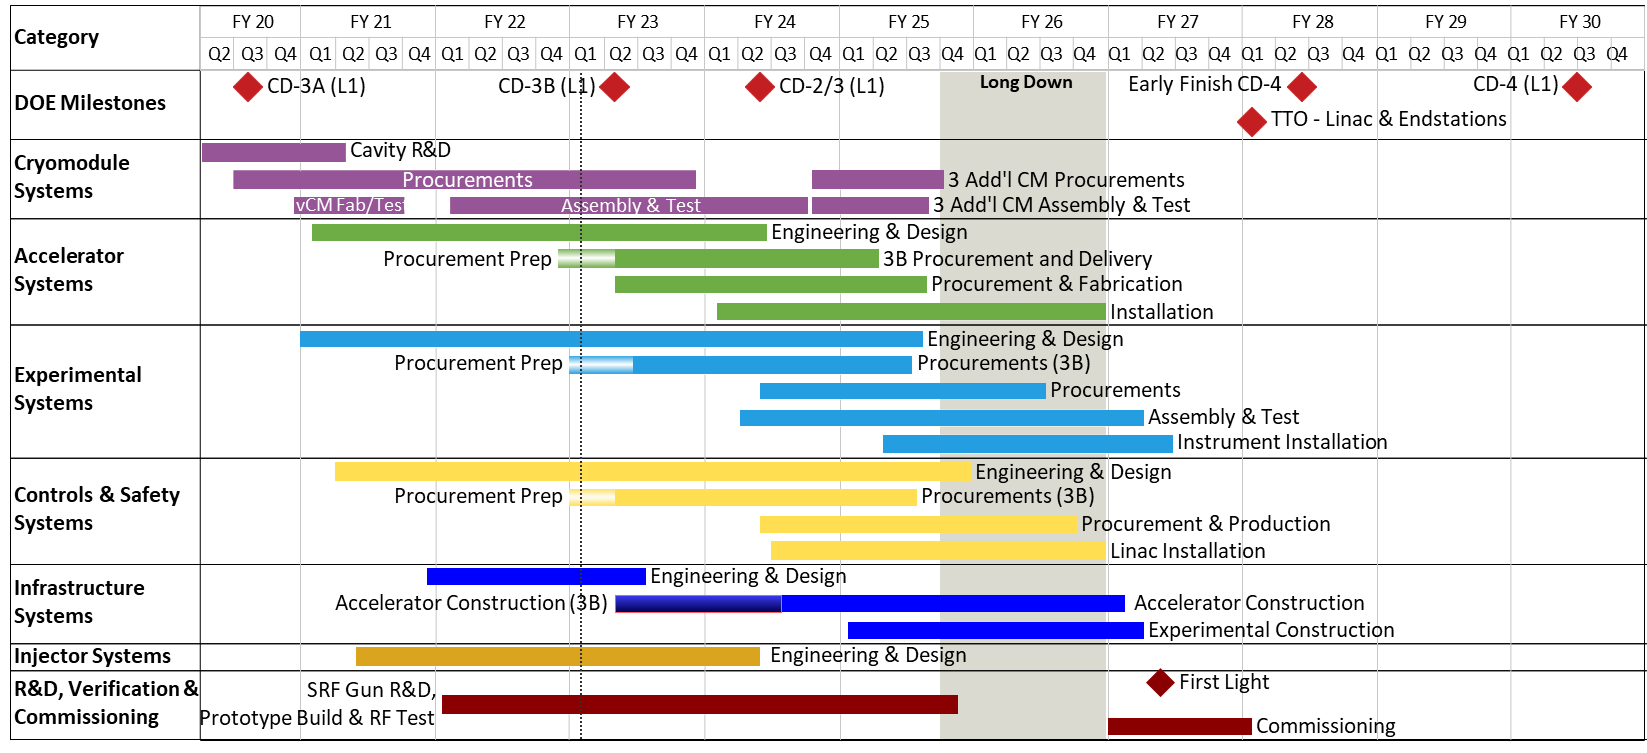 Category
FY 20 FY 21 FY 22 FY 23 FY 24 FY 25 FY 26 FY 27 FY 28 FY 29 FY 30
Q2 Q3 Q4 Q1 Q2 Q3 Q4 Q1 Q2 Q3 Q4 Q1 Q2 Q3 Q4 Q1 Q2 Q3 Q4 Q1 Q2 Q3 Q4 Q1 Q2 Q3 Q4 Q1 Q2 Q3 Q4 Q1 Q2 Q3 Q4 Q1 Q2 Q3 Q4 Q1 Q2 Q3 Q4
DOE Milestones
CD-3A (L1) CD-3B (L1) CD-2/3 (L1) Long Down Early Finish CD-4 CD-4 (L1)
TTO - Linac & Endstations
Cryomodule
Systems
Cavity R&D
Procurements 3 Add'l CM Procurements
vCM Fab/Test Assembly & Test 3 Add'l CM Assembly & Test
Accelerator
Systems
Engineering & Design
Procurement Prep 3B Procurement and Delivery
Procurement & Fabrication
Installation
Experimental
Systems
Engineering & Design
Procurement Prep Procurements (3B)
Procurements
Assembly & Test
Instrument Installation
Controls & Safety
Systems
Engineering & Design
Procurement Prep Procurements (3B)
Procurement & Production
Linac Installation
Infrastructure
Systems
Engineering & Design
Accelerator Construction (3B) Accelerator Construction
Experimental Construction
Injector Systems
Engineering & Design
R&D, Verification &
Commissioning
SRF Gun R&D,
Prototype Build & RF Test
First Light
Commissioning